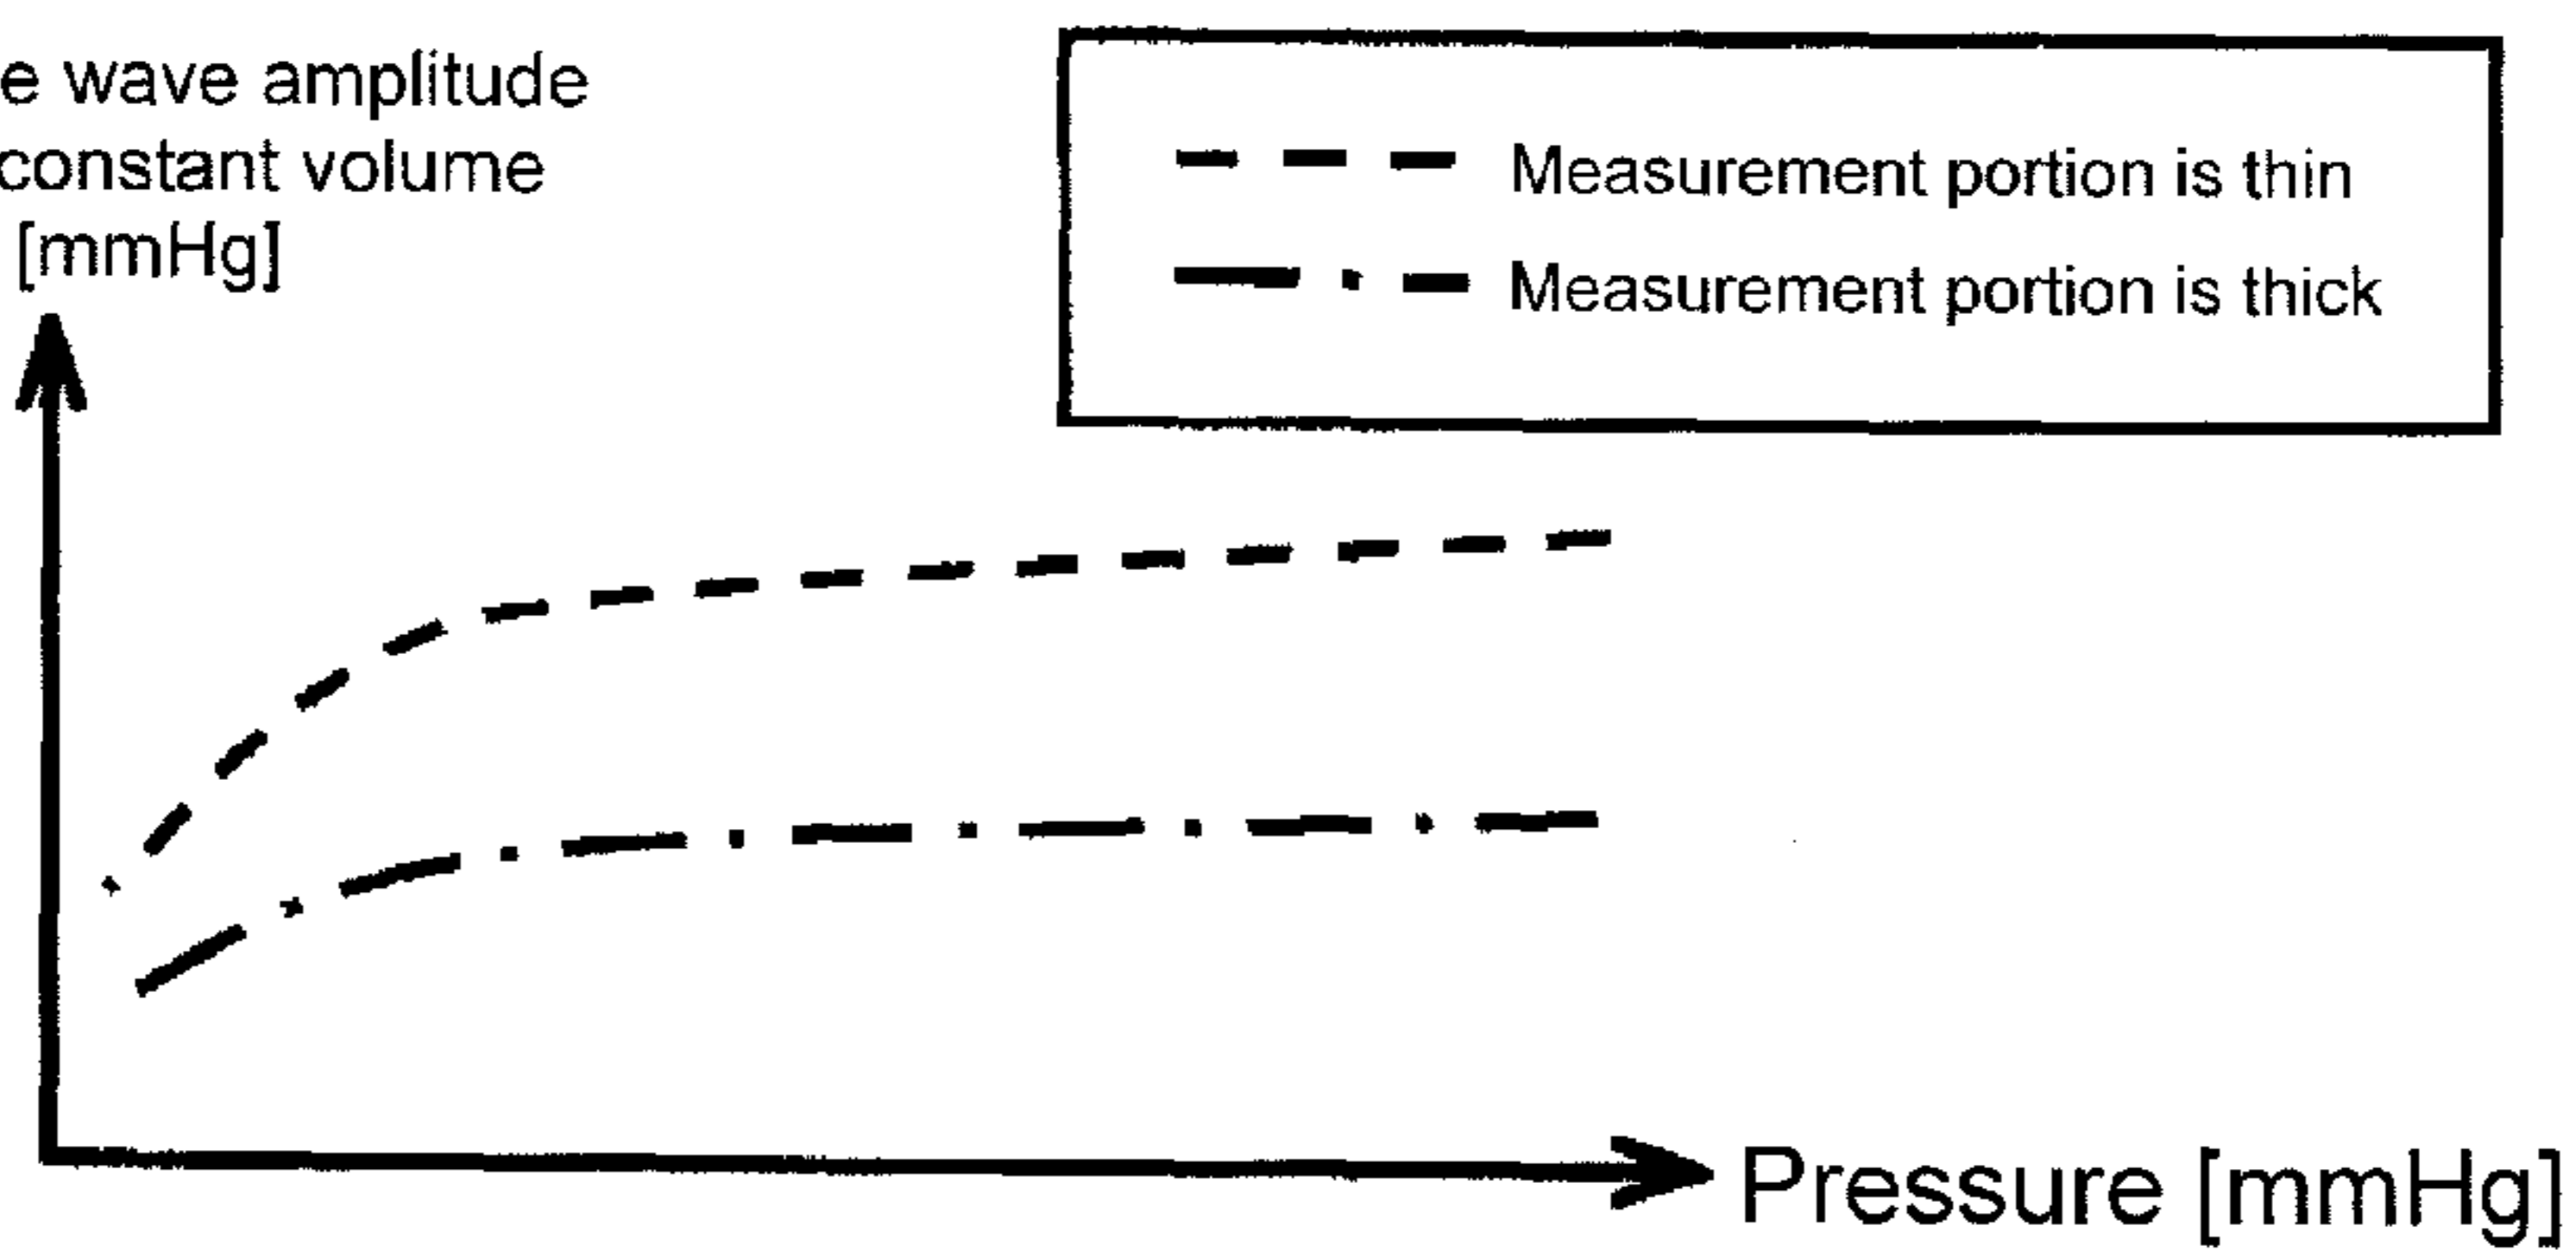 e wave amplitude
constant volume
[mmHg]
Measurement portion is thin
Measurement portion is thick
Pressure [mmHg]